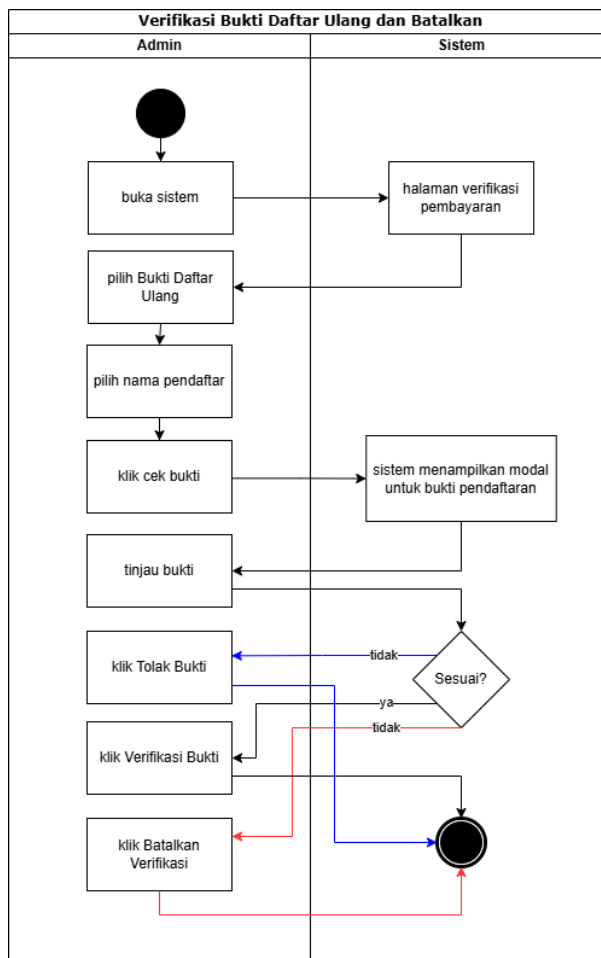 Verifikasi Bukti Daftar Ulang dan Batalkan
Admin
Sistem
buka sistem
halaman verifikasi
pembayaran
pilih Bukti Daftar
Ulang
pilih nama pendaftar
klik cek bukti
sistem menampilkan modal
untuk bukti pendaftaran
tinjau bukti
klik Tolak Bukti
tidak
Sesuai?
ya
tidak
klik Verifikasi Bukti
klik Batalkan
Verifikasi